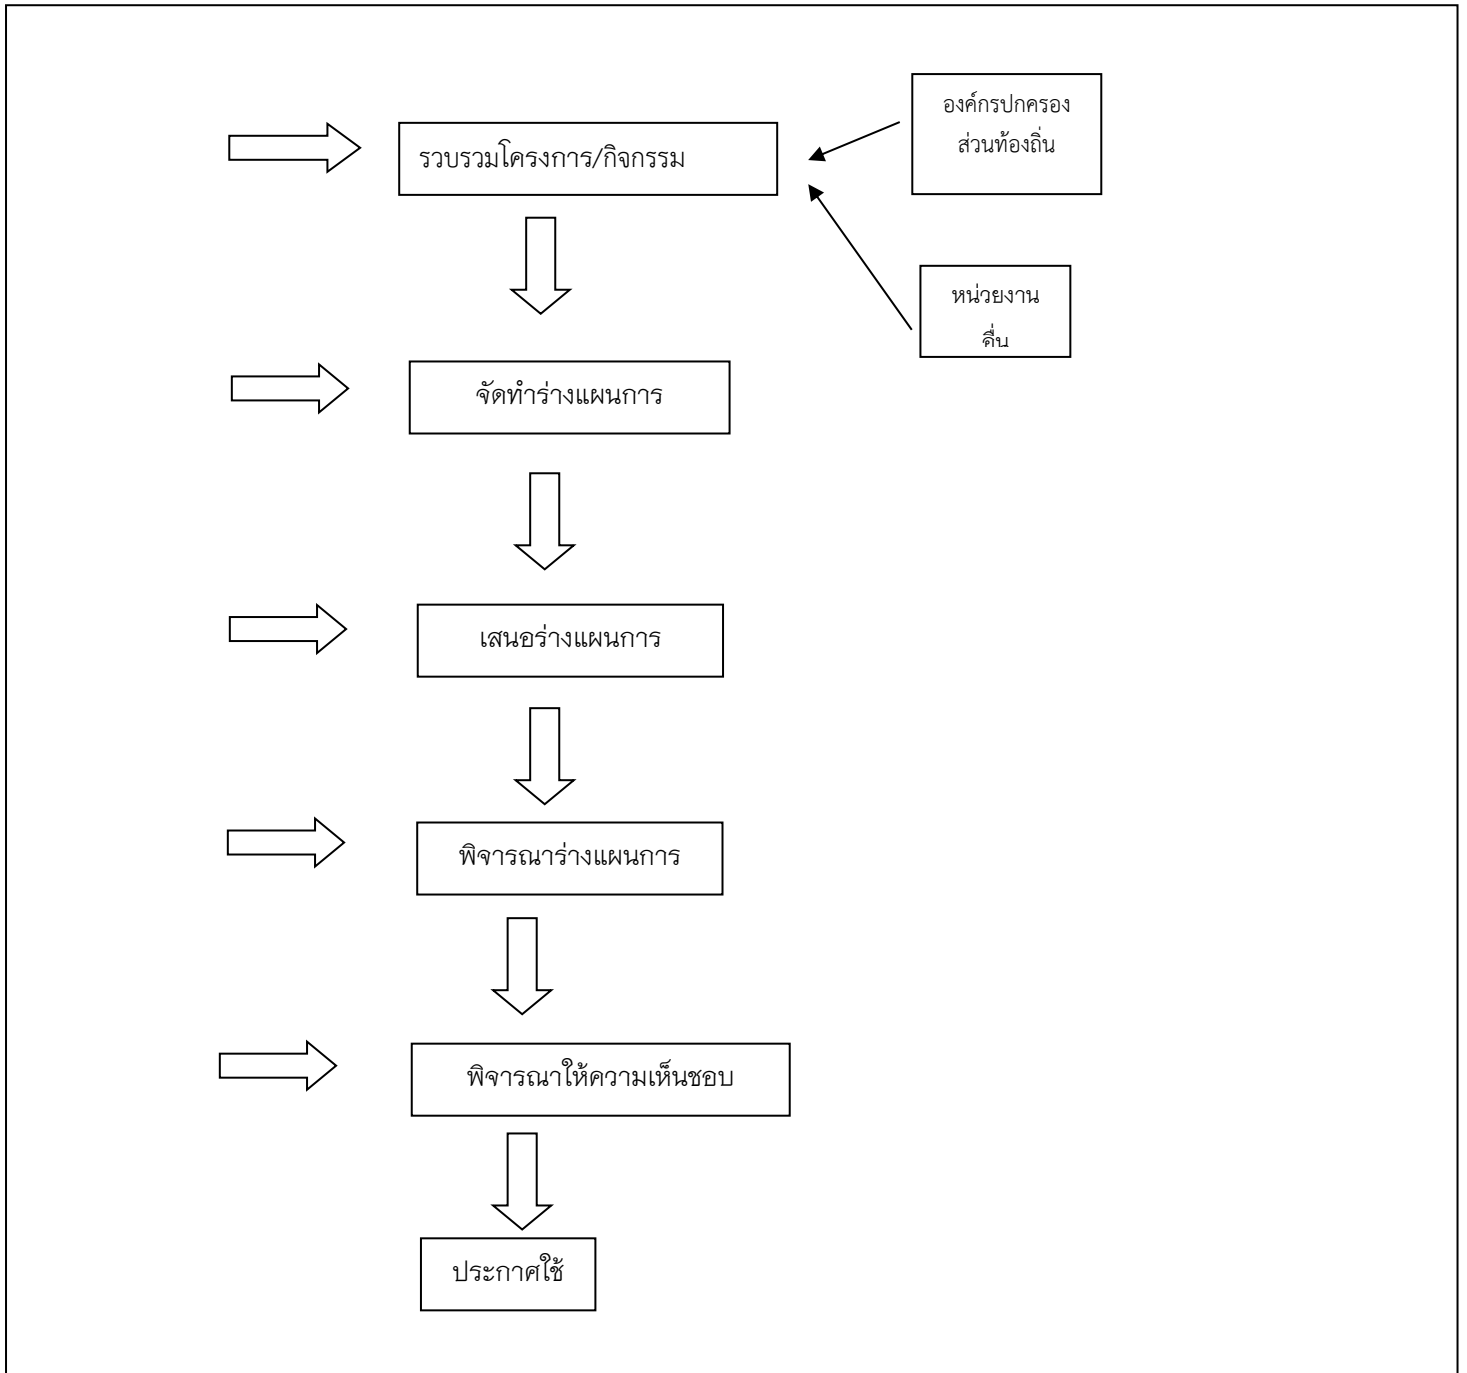 องค์กรปกครอง
ส่วนท้องถิ่น
รวบรวมโครงการ/กิจกรรม
หน่วยงาน
อื่น
จัดทำร่างแผนการ
เสนอร่างแผนการ
พิจารณาร่างแผนการ
พิจารณาให้ความเห็นชอบ
ประกาศใช้